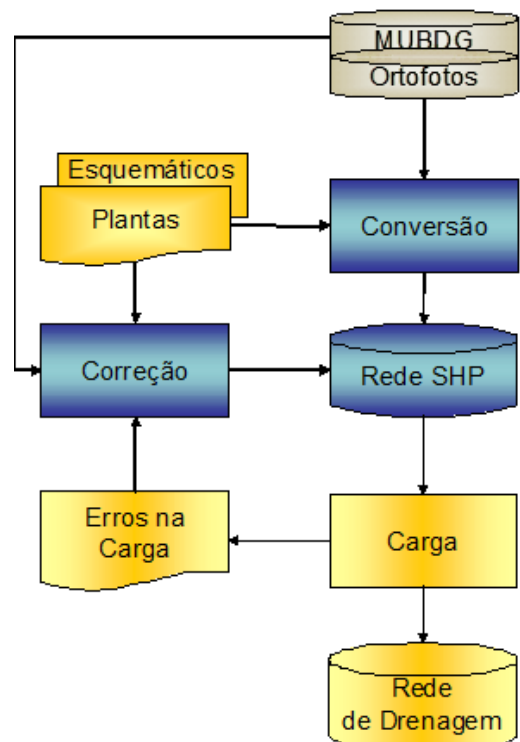 MUBDG
Ortofotos
Esquemáticos
Plantas
Conversão
Correção
Rede SHP
Erros na
Carga
Carga
Rede
de Drenagem